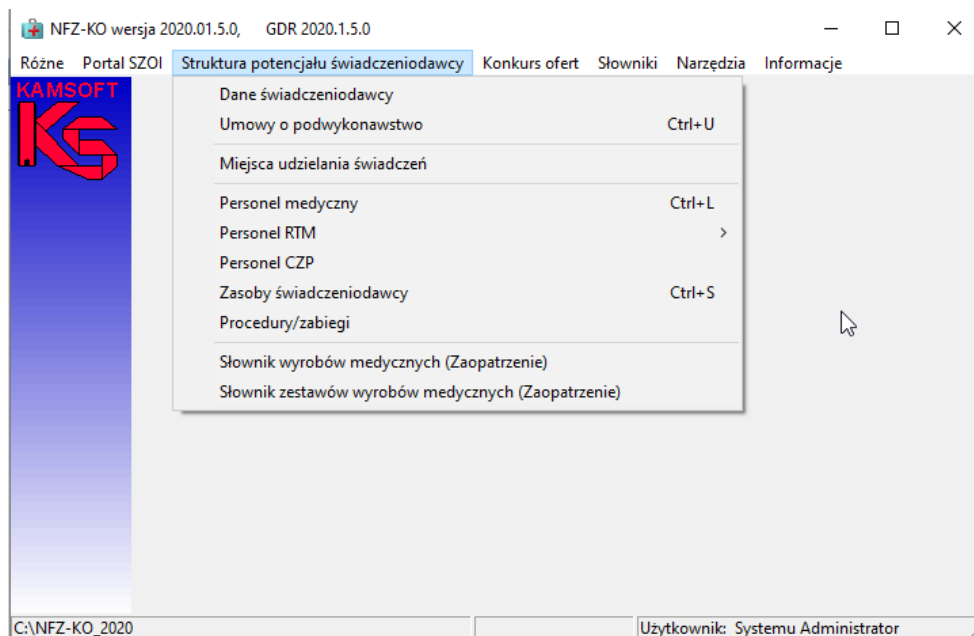 NFZ-KO wersja 2020.01.5.0, GDR 2020.1.5.0
Różne Portal SZOI Struktura potencjału świadczeniodawcy Konkurs ofert Słowniki Narzędzia Informacje
KAMSOFT
KS
Dane świadczeniodawcy
Umowy o podwykonawstwo Ctrl+U
Miejsca udzielania świadczeń
Personel medyczny Ctrl+L
Personel RTM >
Personel CZP
Zasoby świadczeniodawcy Ctrl+S
Procedury/zabiegi
Słownik wyrobów medycznych (Zaopatrzenie)
Słownik zestawów wyrobów medycznych (Zaopatrzenie)
C:\NFZ-KO_2020 Użytkownik: Systemu Administrator